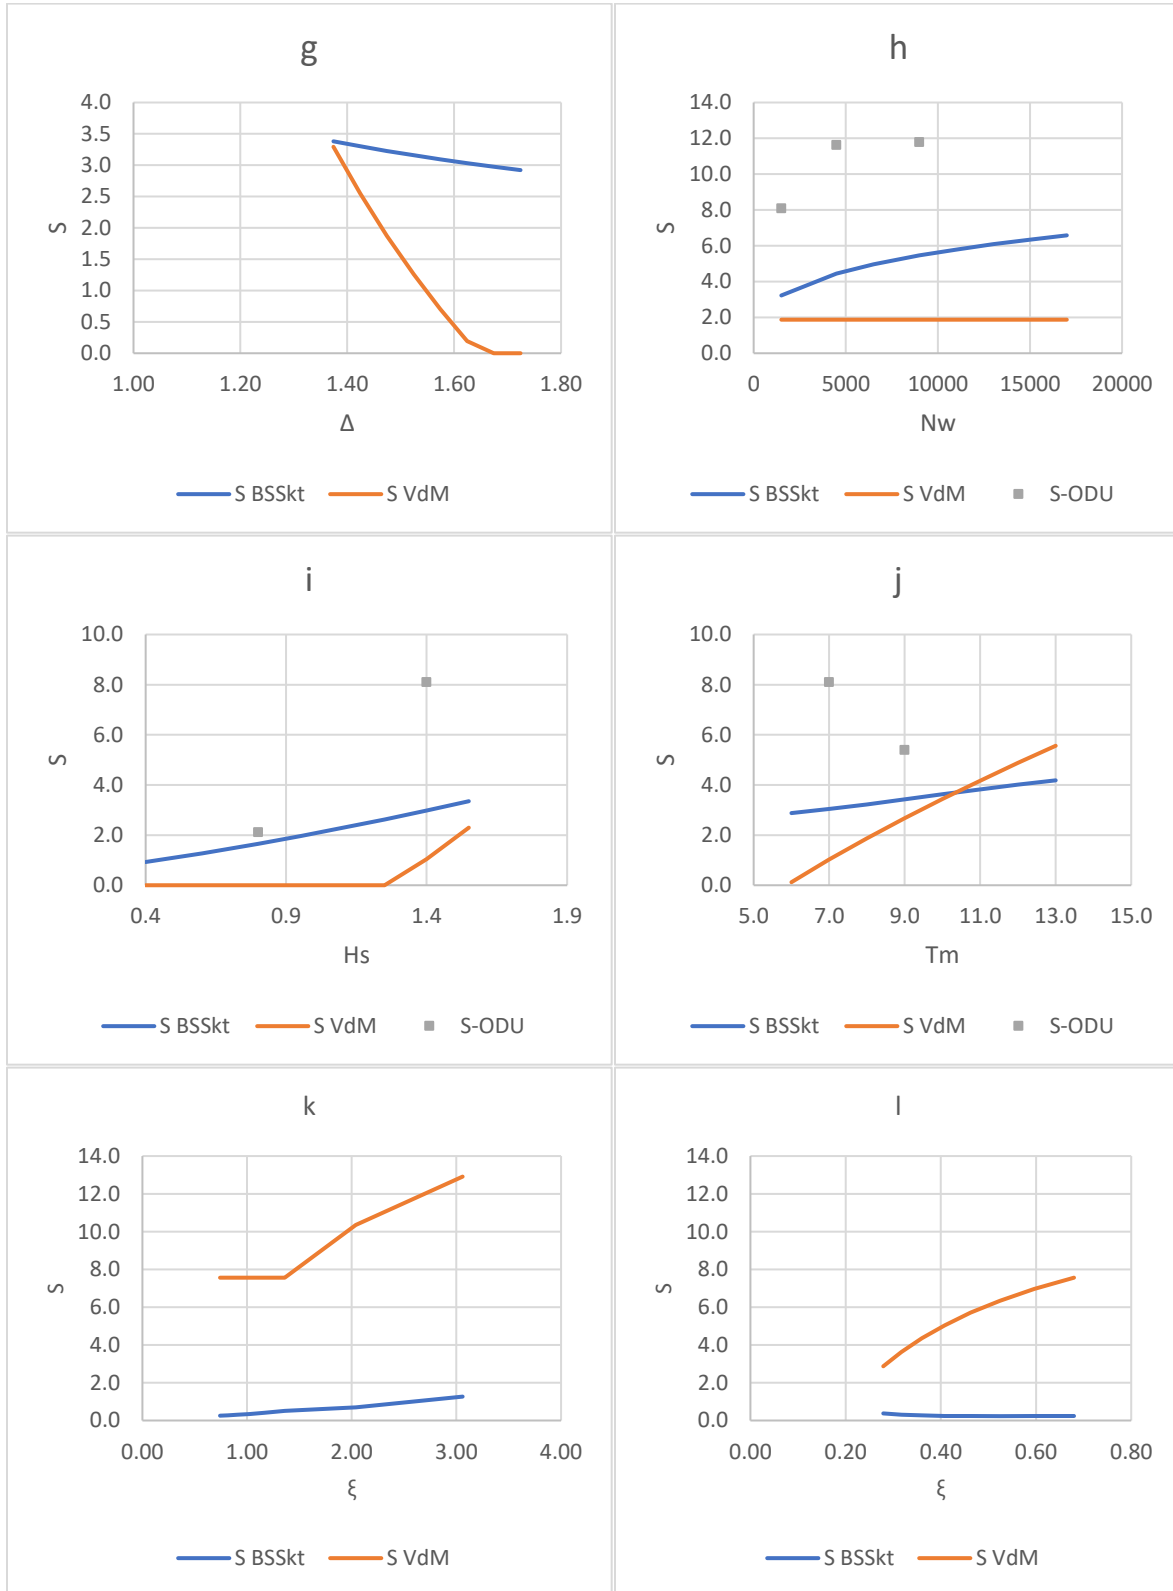 g
4.0
3.5
3.0
2.5
2.0
1.5
1.0
0.5
0.0
S
1.00 1.20 1.40 1.60 1.80
Δ
S BSSkt S VdM
h
14.0
12.0
10.0
8.0
6.0
4.0
2.0
0.0
S
0 5000 10000 15000 20000
Nw
S BSSkt S VdM S-ODU
i
10.0
8.0
6.0
4.0
2.0
0.0
S
0.4 0.9 1.4 1.9
Hs
S BSSkt S VdM S-ODU
j
10.0
8.0
6.0
4.0
2.0
0.0
S
5.0 7.0 9.0 11.0 13.0 15.0
Tm
S BSSkt S VdM S-ODU
k
14.0
12.0
10.0
8.0
6.0
4.0
2.0
0.0
S
0.00 1.00 2.00 3.00 4.00
ξ
S BSSkt S VdM
l
14.0
12.0
10.0
8.0
6.0
4.0
2.0
0.0
S
0.00 0.20 0.40 0.60 0.80
ξ
S BSSkt S VdM